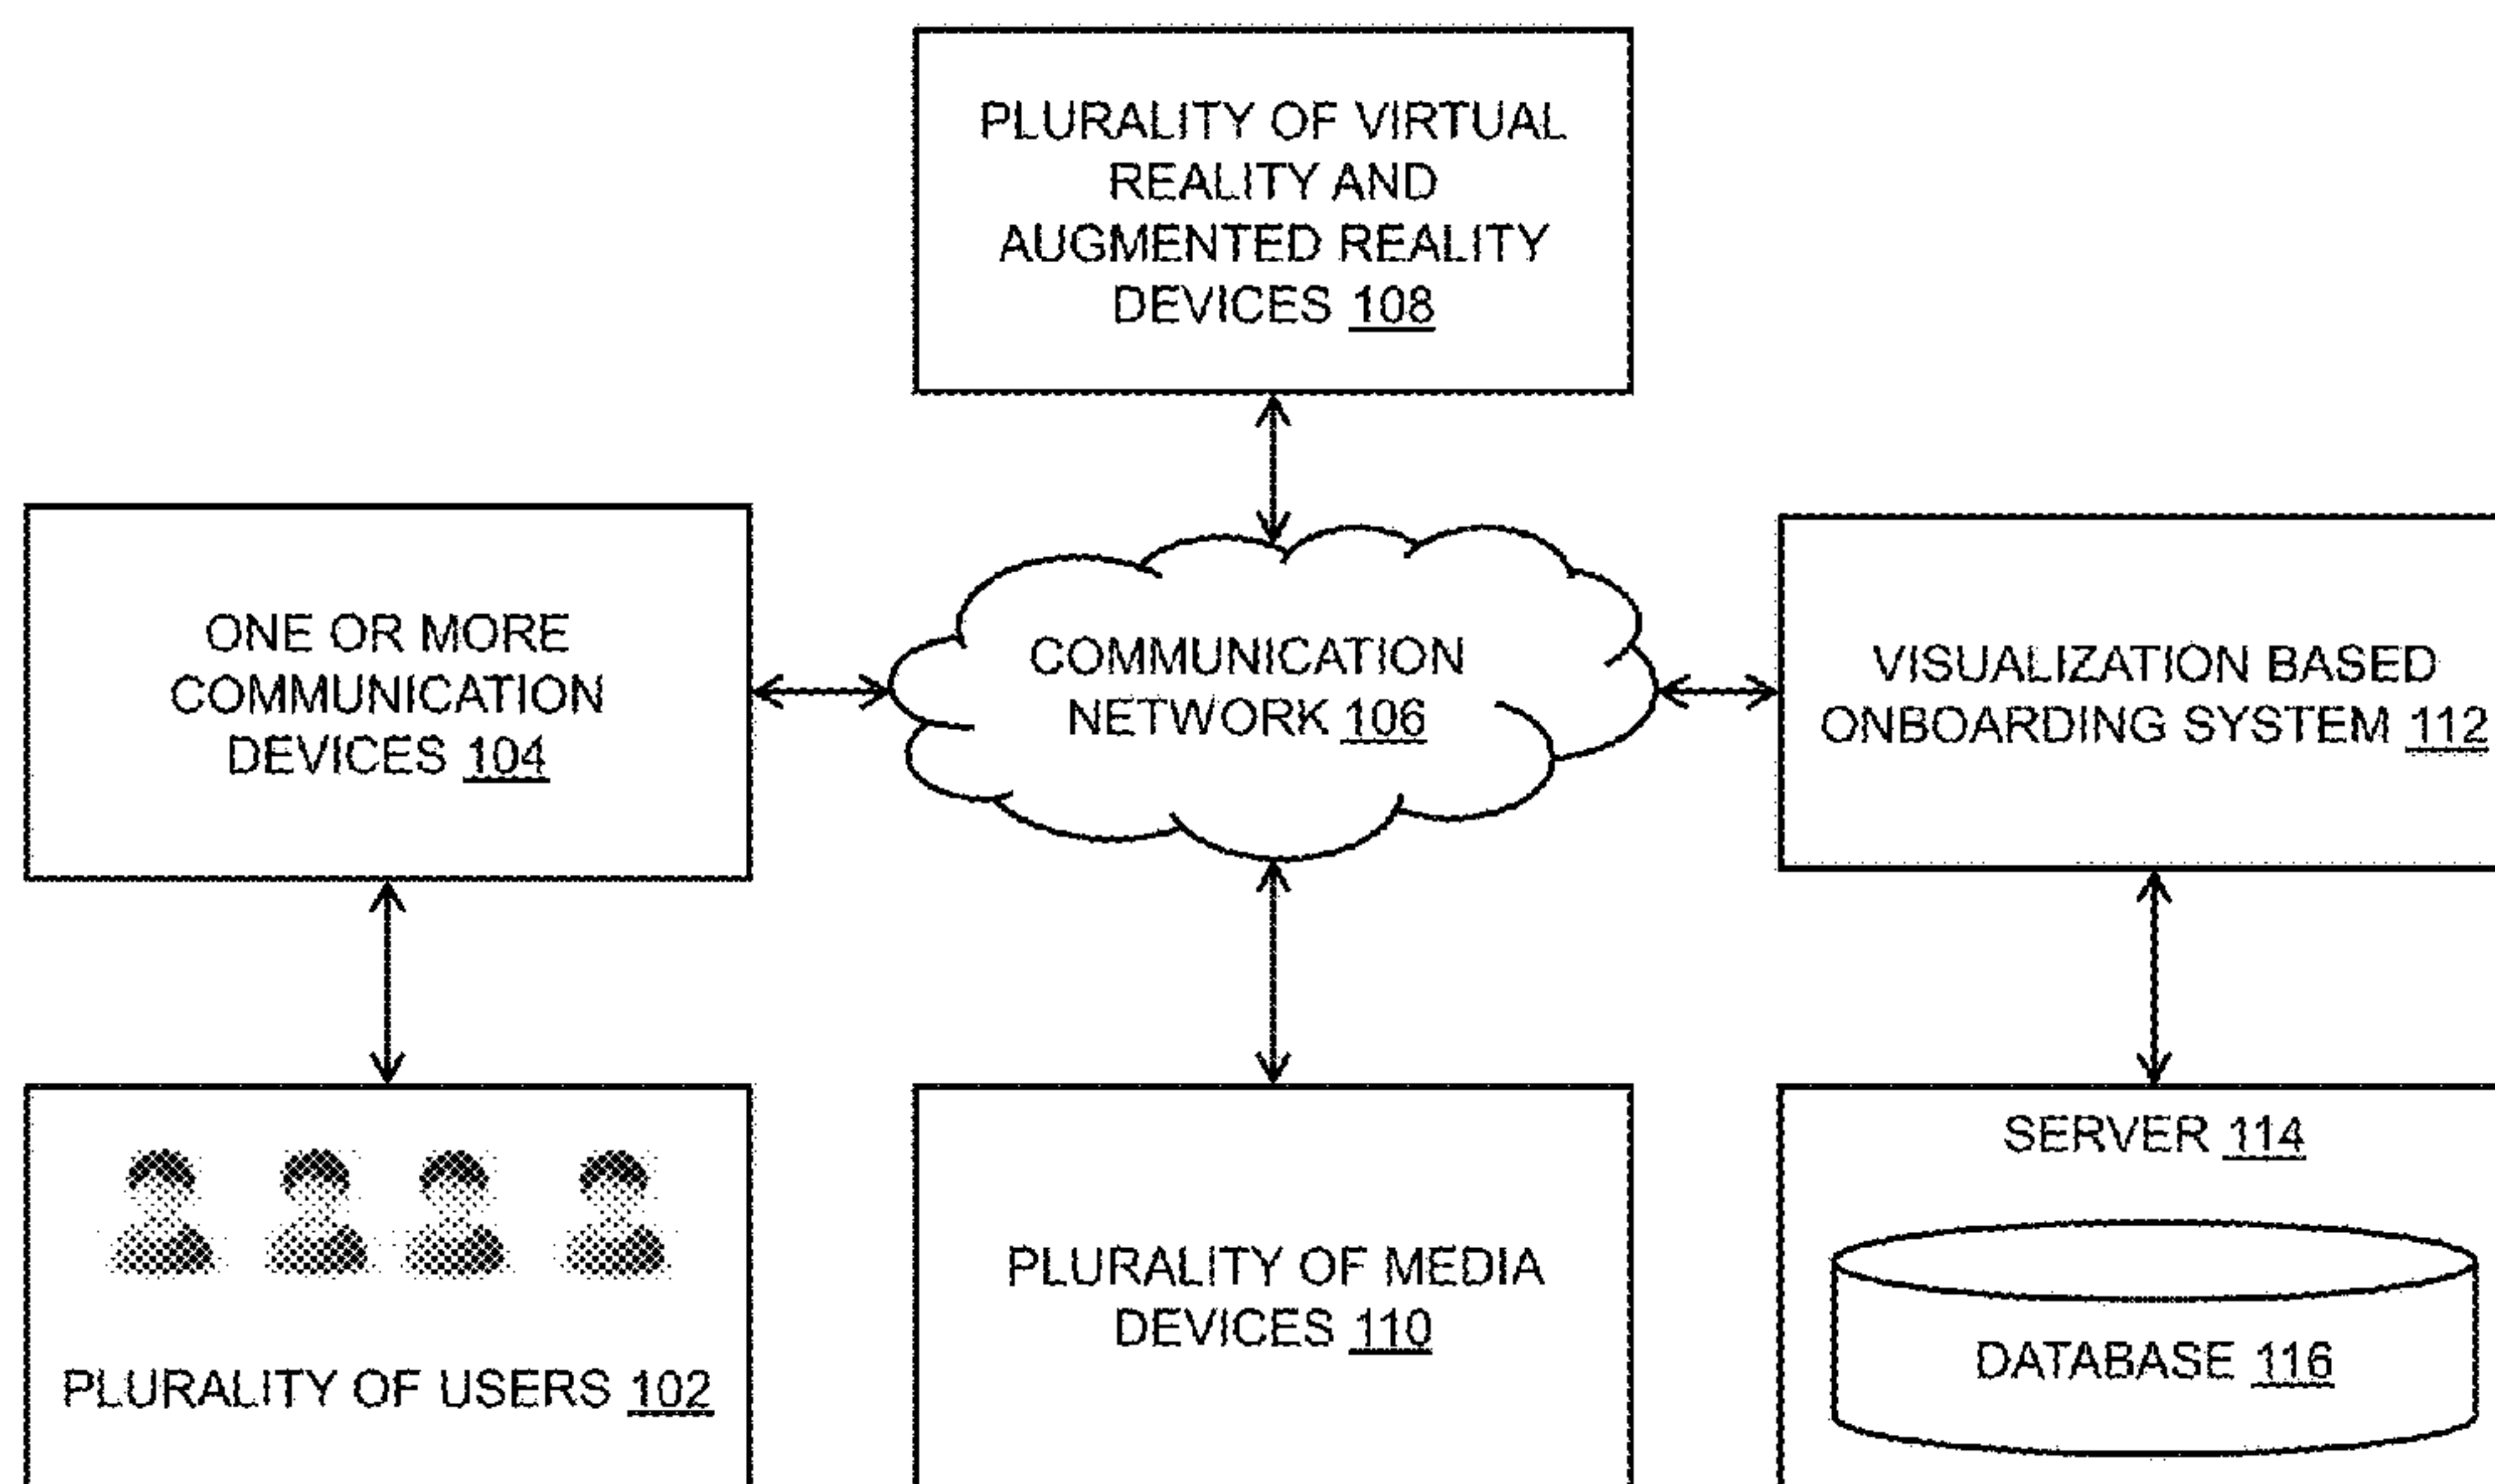 PLURALITY OF VIRTUAL
REALITY AND
AUGMENTED REALITY
DEVICES 108
ONE OR MORE
COMMUNICATION
DEVICES 104
COMMUNICATION
NETWORK 106
VISUALIZATION BASED
ONBOARDING SYSTEM 112
PLURALITY OF USERS 102
PLURALITY OF MEDIA
DEVICES 110
SERVER 114
DATABASE 116